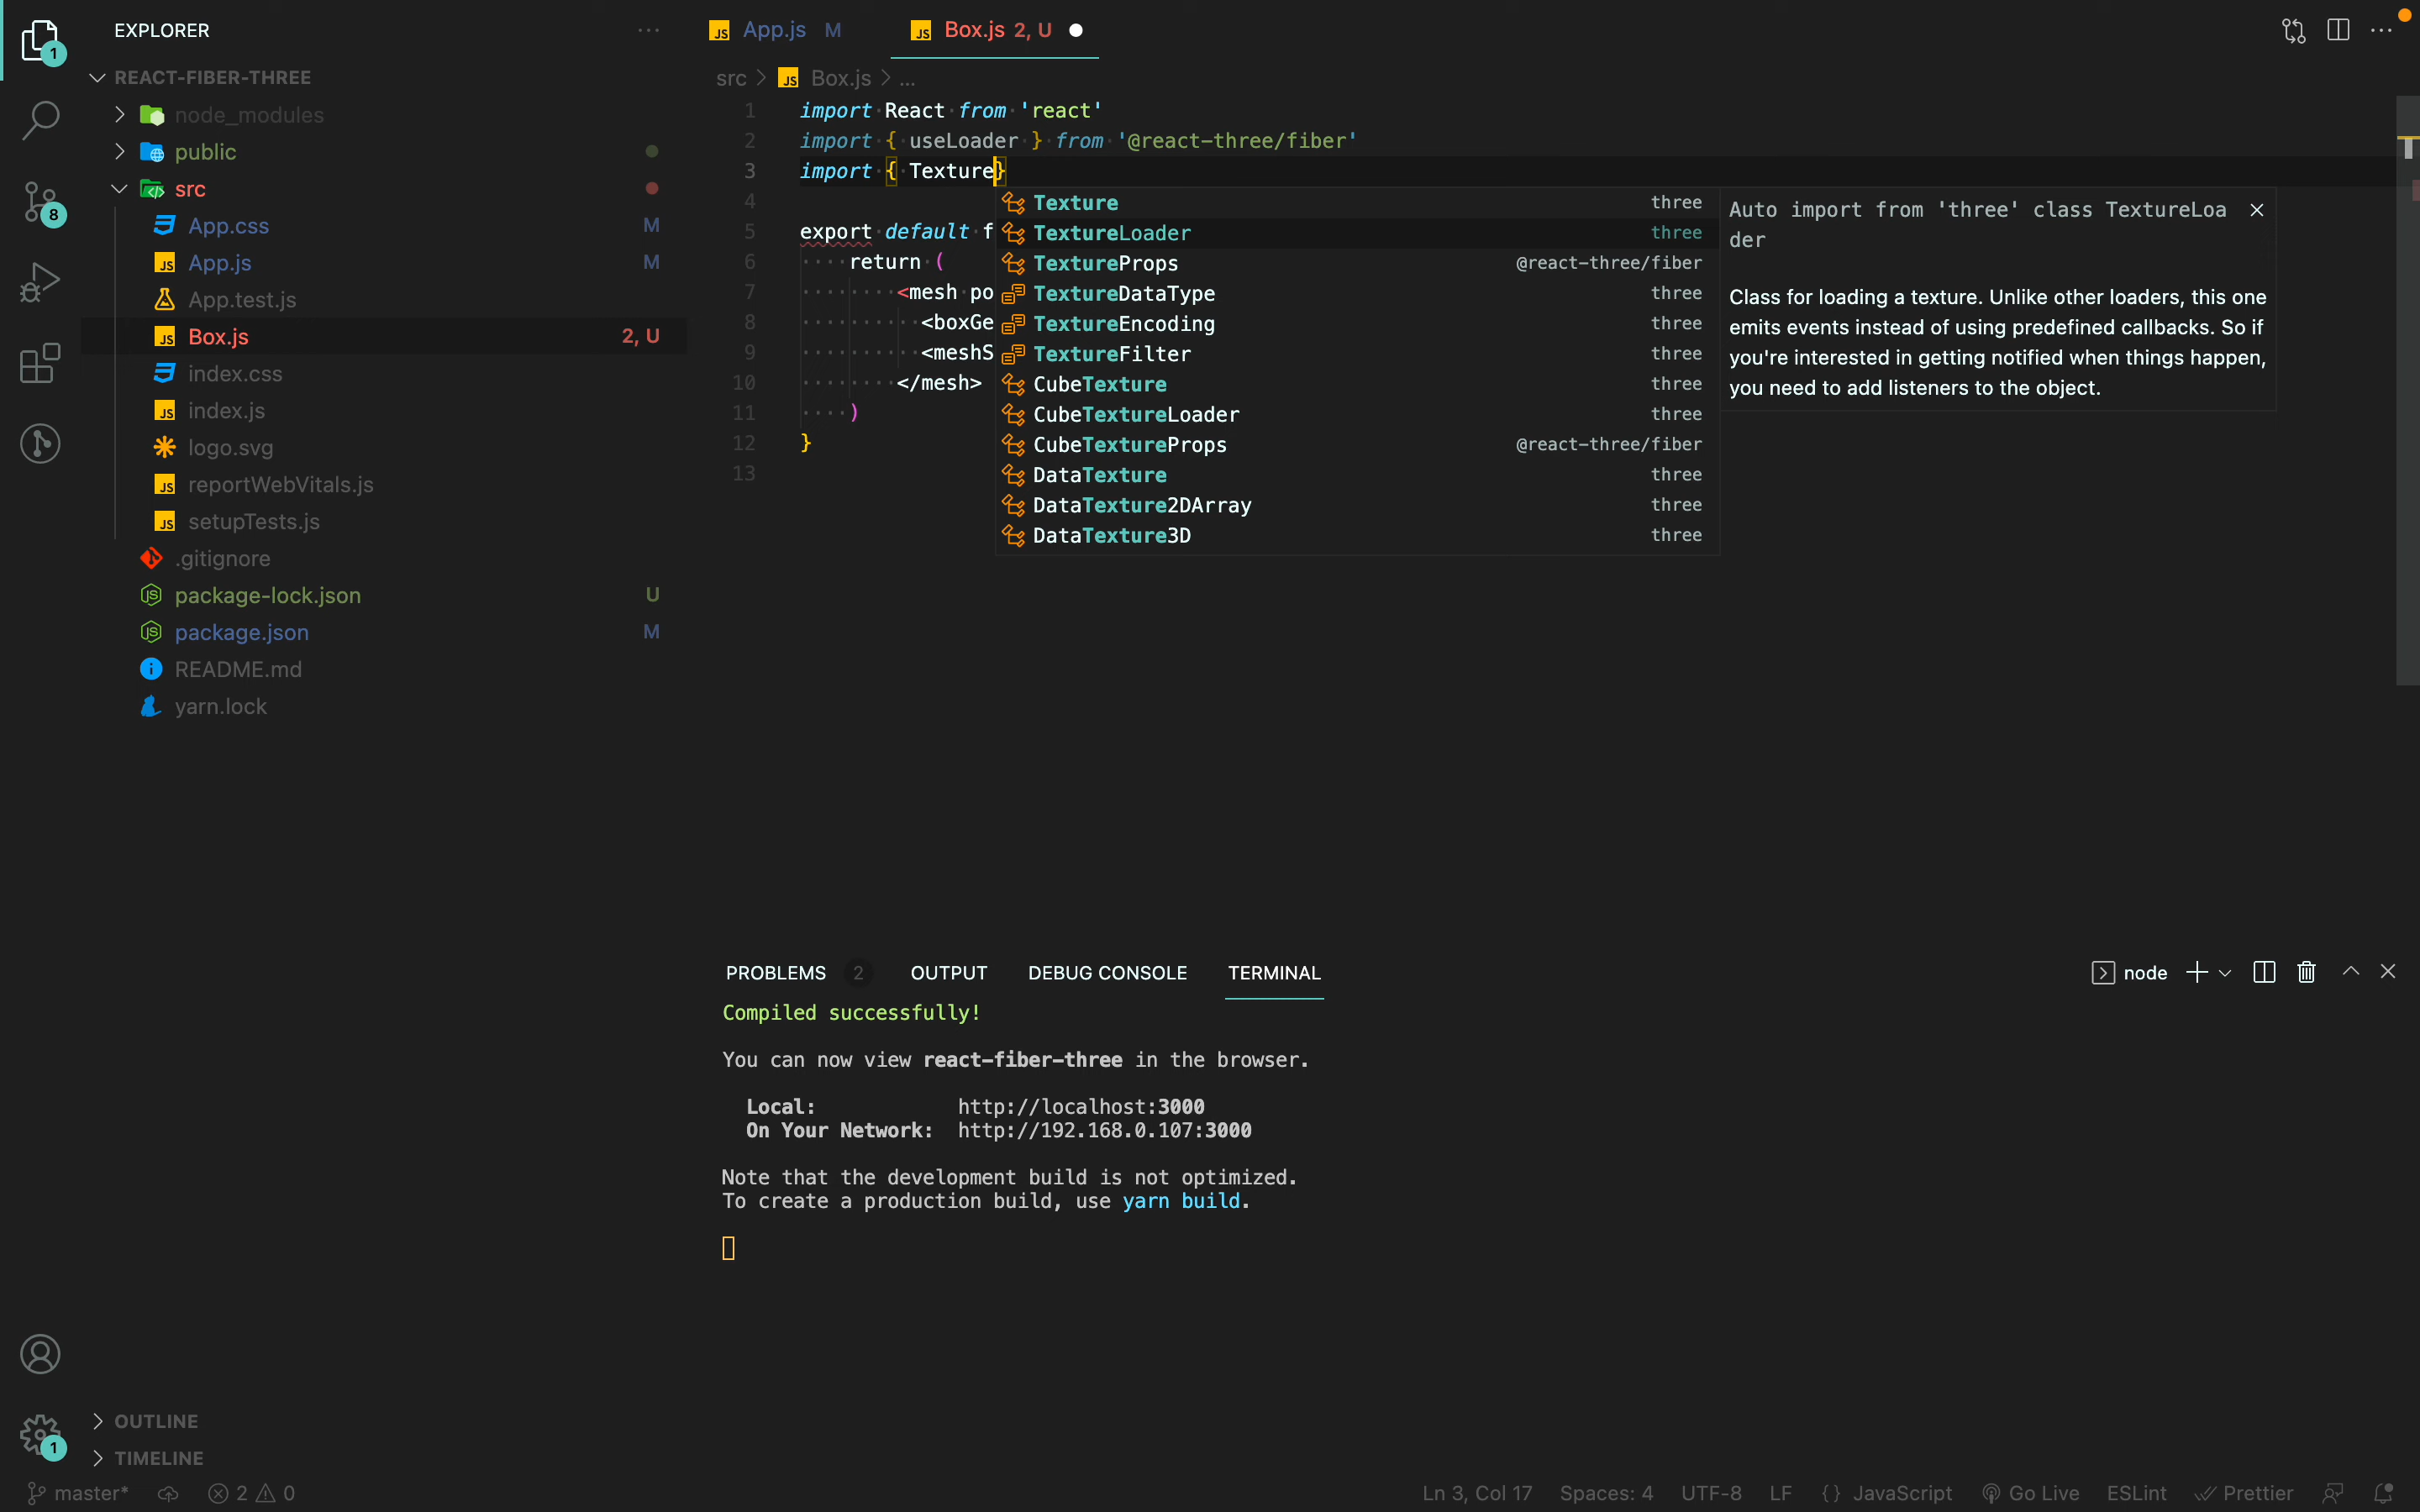 EXPLORER
REACT-FIBER-THREE
node_modules
public
src
App.css M
App.js M
App.test.js
Box.js 2, U
index.css
index.js
logo.svg
reportWebVitals.js
setupTests.js
.gitignore
package-lock.json U
package.json M
README.md
yarn.lock
OUTLINE
TIMELINE
1
8
1
App.js M
Box.js 2, U
src > Box.js > ...
1 import React from 'react'
2 import { useLoader } from '@react-three/fiber'
3 import { Texture}
4
5 export default f
6 return (
7 <mesh po
8 <boxGe
9 <meshS
10 </mesh>
11 )
12 }
13
Texture three
TextureLoader three
TextureProps @react-three/fiber
TextureDataType three
TextureEncoding three
TextureFilter three
CubeTexture three
CubeTextureLoader three
CubeTextureProps @react-three/fiber
DataTexture three
DataTexture2DArray three
DataTexture3D three
Auto import from 'three' class TextureLoa
der
Class for loading a texture. Unlike other loaders, this one
emits events instead of using predefined callbacks. So if
you're interested in getting notified when things happen,
you need to add listeners to the object.
PROBLEMS 2 OUTPUT DEBUG CONSOLE TERMINAL
node
Compiled successfully!
You can now view react-fiber-three in the browser.
Local: http://localhost:3000
On Your Network: http://192.168.0.107:3000
Note that the development build is not optimized.
To create a production build, use yarn build.
master* 2 0
Ln 3, Col 17 Spaces: 4 UTF-8 LF {} JavaScript Go Live ESLint Prettier